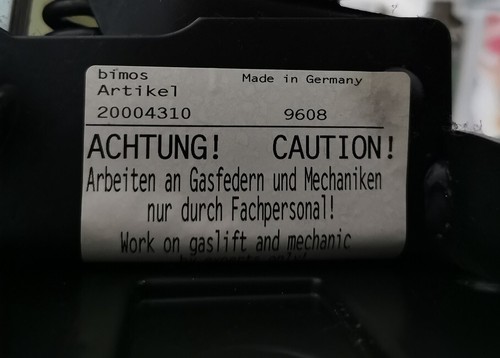 bimos Made in Germany
Artikel
20004310 9608
ACHTUNG! CAUTION!
Arbeiten an Gasfedern und Mechaniken
nur durch Fachpersonal!
Work on gaslift and mechanic